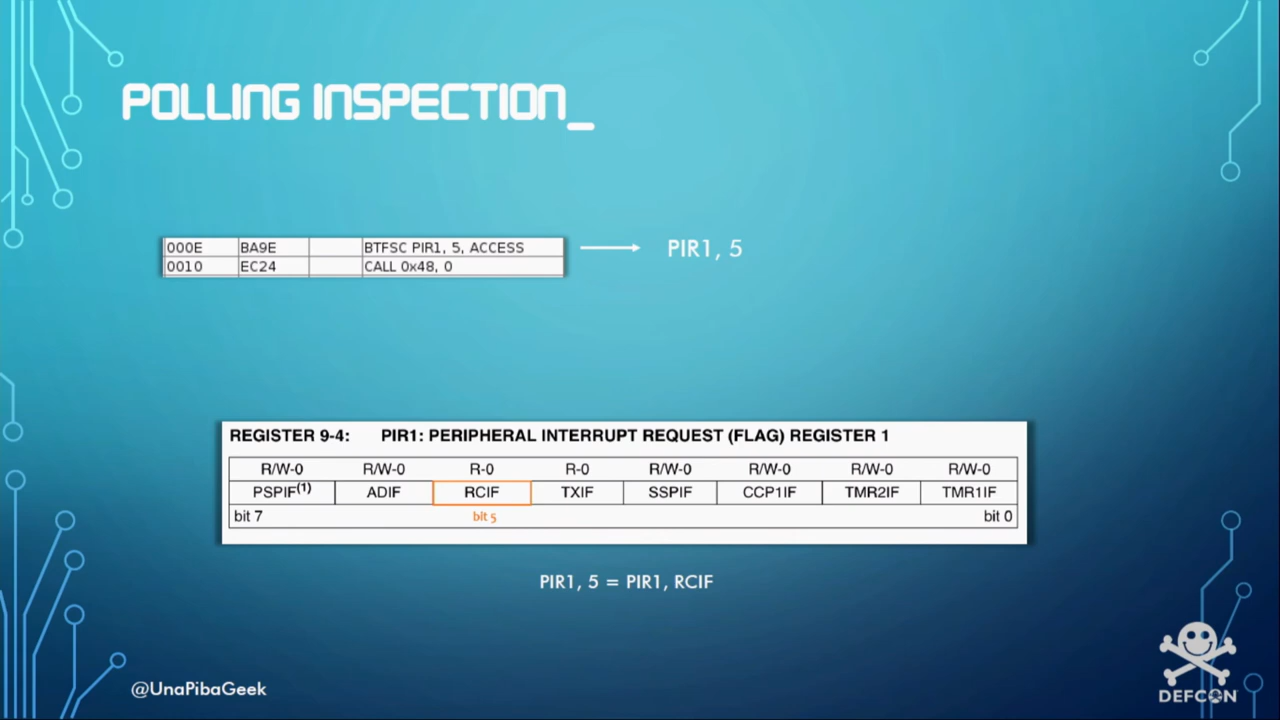 POLLING INSPECTION_
000E BA9E BTFSC PIR1, 5, ACCESS
0010 EC24 CALL 0x48, 0
PIR1, 5
REGISTER 9-4: PIR1: PERIPHERAL INTERRUPT REQUEST (FLAG) REGISTER 1
R/W-0 R/W-0 R-0 R-0 R/W-0 R/W-0 R/W-0 R/W-0
PSPIF(1) ADIF RCIF TXIF SSPIF CCP1IF TMR2IF TMR1IF
bit 7 bit 5 bit 0
PIR1, 5 = PIR1, RCIF
@UnaPibaGeek
DEFCON